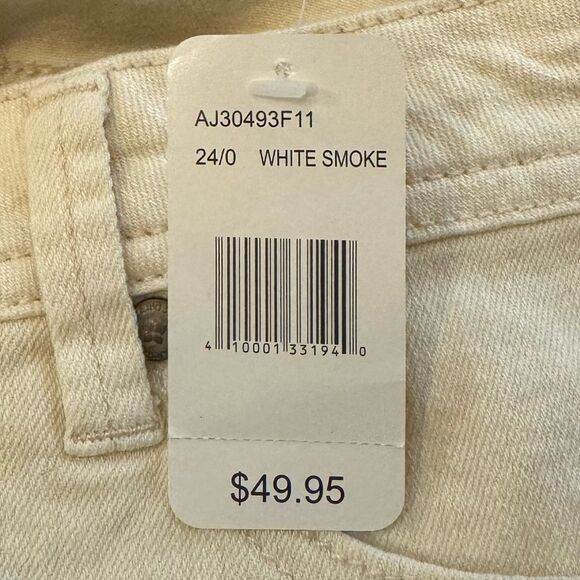 AJ30493F11
24/0 WHITE SMOKE
4 10001 33194 0
$49.95